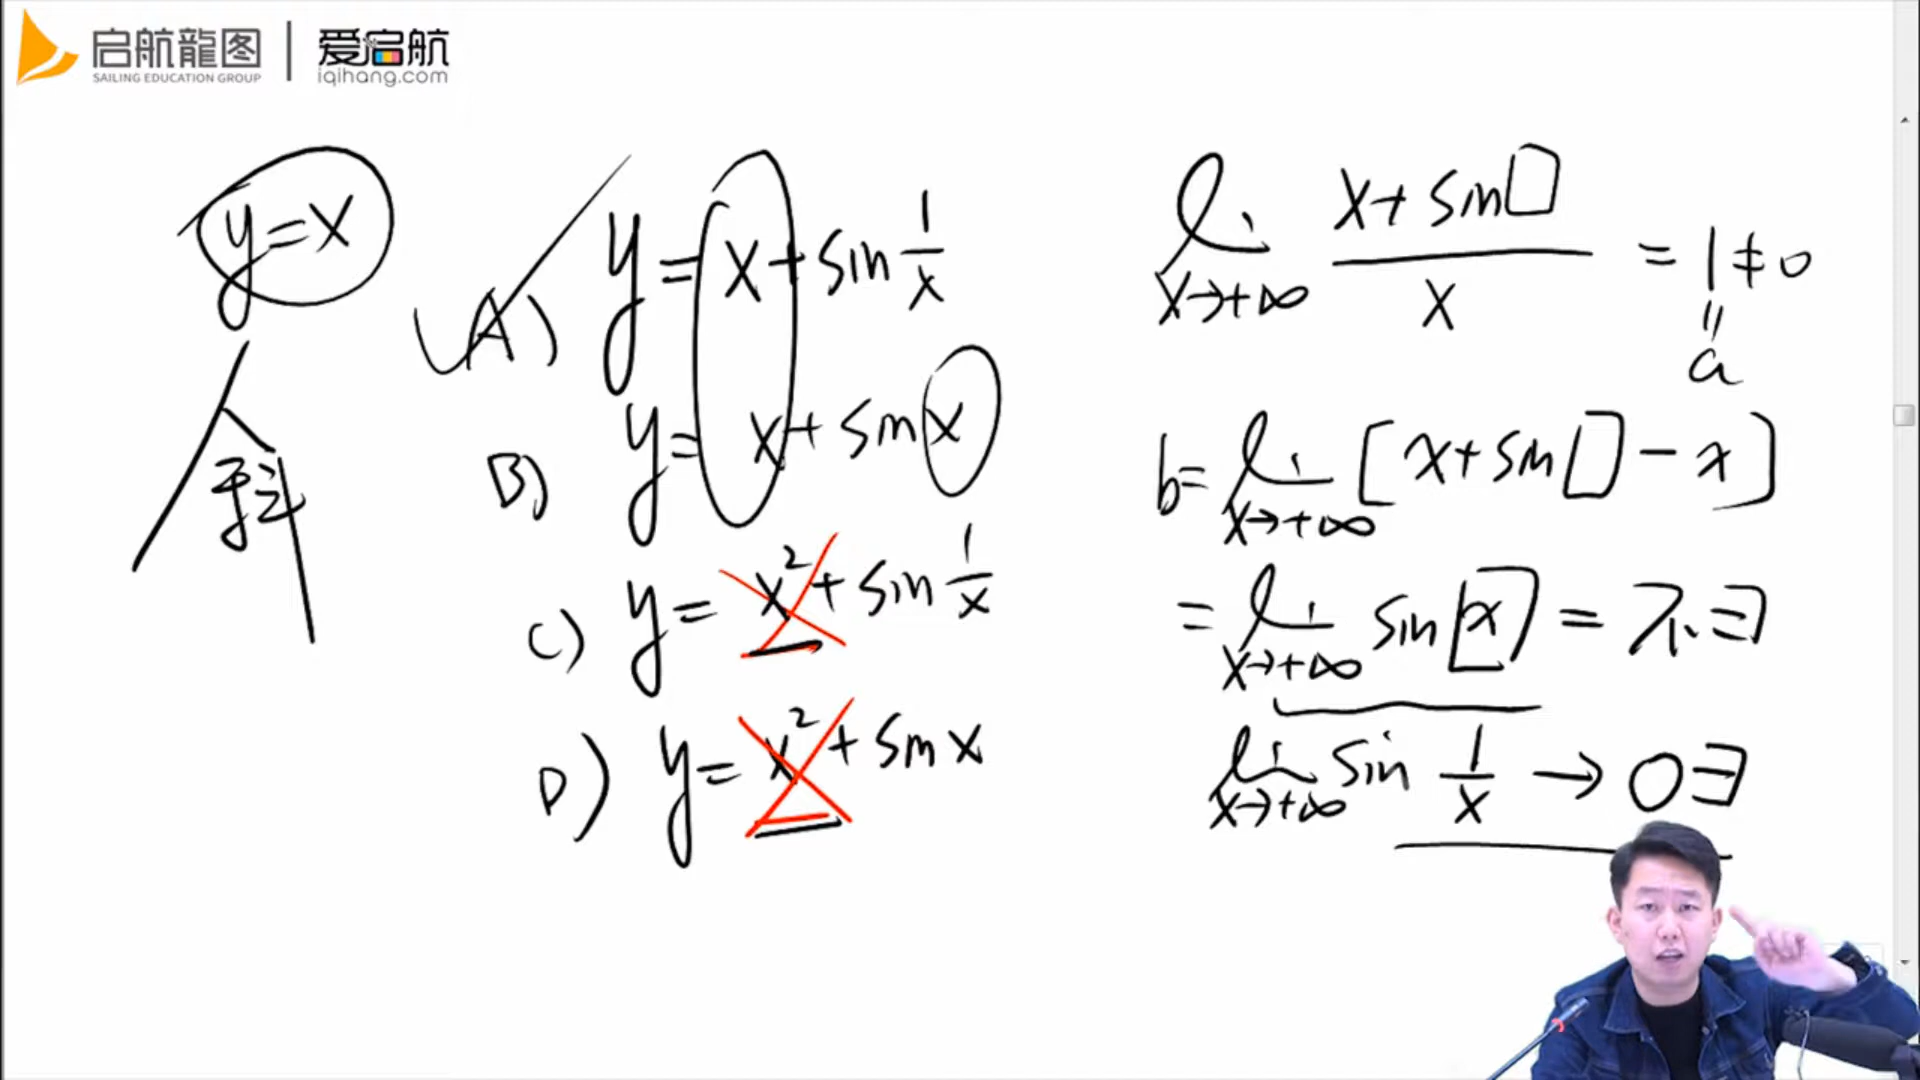 启航龍图 | 爱启航
SAILING EDUCATION GROUP iqihang.com
y=x
斜
(A) y=x+sin 1/x
B) y=x+sin x
C) y=x²+sin 1/x
D) y=x²+sin x
lim x→+∞ (x+sin□)/x = 1≠0
=
a
b=lim x→+∞ [x+sin□-x]
=lim x→+∞ sin x = 不∃
lim x→+∞ sin 1/x → 0∃